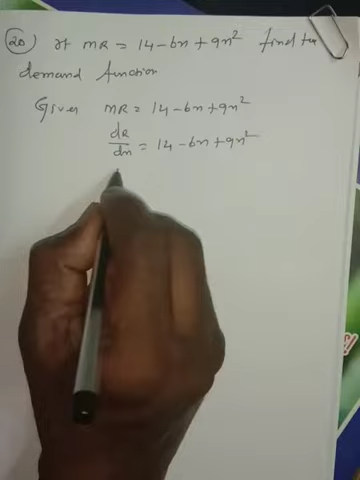 (20) If MR = 14 - 6x + 9x² find the
demand function
Given MR = 14 - 6x + 9x²
dR/dx = 14 - 6x + 9x²